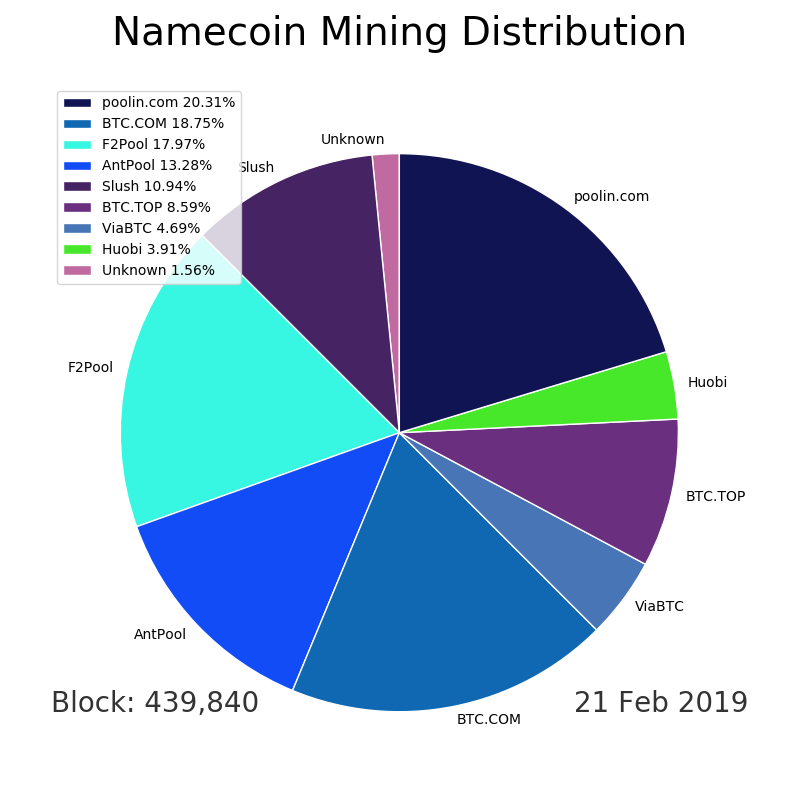 Namecoin Mining Distribution
poolin.com 20.31%
BTC.COM 18.75%
F2Pool 17.97%
AntPool 13.28%
Slush 10.94%
BTC.TOP 8.59%
ViaBTC 4.69%
Huobi 3.91%
Unknown 1.56%
Unknown
Slush
poolin.com
F2Pool
Huobi
BTC.TOP
ViaBTC
AntPool
BTC.COM
Block: 439,840
21 Feb 2019